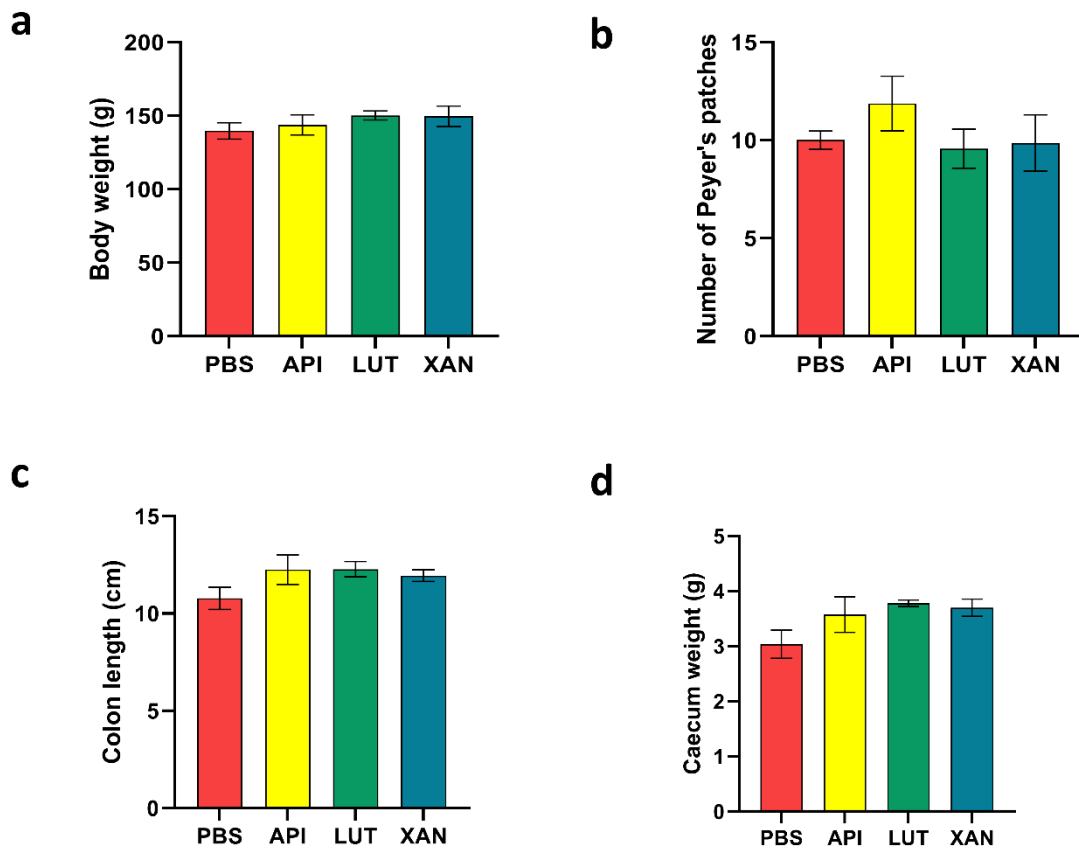 a
Body weight (g)
200
150
100
50
0
PBS API LUT XAN
b
Number of Peyer's patches
15
10
5
0
PBS API LUT XAN
c
Colon length (cm)
15
10
5
0
PBS API LUT XAN
d
Caecum weight (g)
5
4
3
2
1
0
PBS API LUT XAN